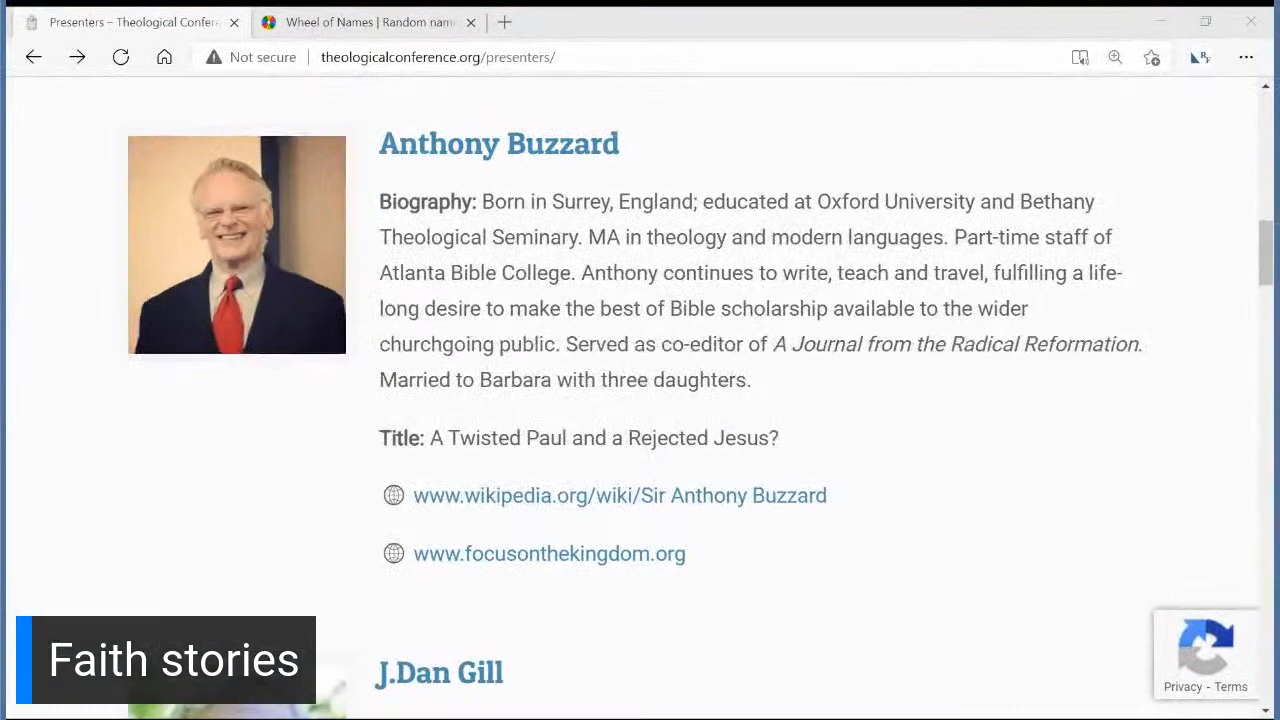 Presenters – Theological Confere
Wheel of Names | Random name
Not secure
theologicalconference.org/presenters/
Anthony Buzzard
Biography: Born in Surrey, England; educated at Oxford University and Bethany
Theological Seminary. MA in theology and modern languages. Part-time staff of
Atlanta Bible College. Anthony continues to write, teach and travel, fulfilling a life-
long desire to make the best of Bible scholarship available to the wider
churchgoing public. Served as co-editor of A Journal from the Radical Reformation.
Married to Barbara with three daughters.
Title: A Twisted Paul and a Rejected Jesus?
www.wikipedia.org/wiki/Sir Anthony Buzzard
www.focusonthekingdom.org
Faith stories
J.Dan Gill
Privacy - Terms